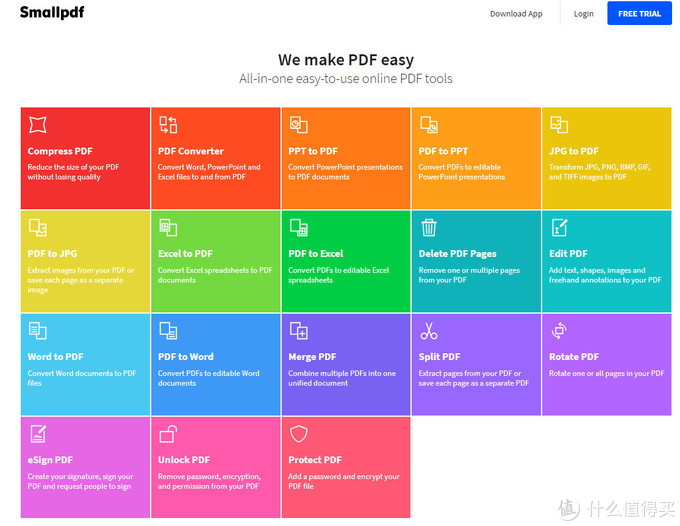 Smallpdf
Download App
Login
FREE TRIAL
We make PDF easy
All-in-one easy-to-use online PDF tools
Compress PDF
Reduce the size of your PDF
without losing quality
PDF Converter
Convert Word, PowerPoint and
Excel files to and from PDF
PPT to PDF
Convert PowerPoint presentations
to PDF documents
PDF to PPT
Convert PDFs to editable
PowerPoint presentations
JPG to PDF
Transform JPG, PNG, BMP, GIF,
and TIFF images to PDF
PDF to JPG
Extract images from your PDF or
save each page as a separate
image
Excel to PDF
Convert Excel spreadsheets to PDF
documents
PDF to Excel
Convert PDFs to editable Excel
spreadsheets
Delete PDF Pages
Remove one or multiple pages
from your PDF
Edit PDF
Add text, shapes, images and
freehand annotations to your PDF
Word to PDF
Convert Word documents to PDF
files
PDF to Word
Convert PDFs to editable Word
documents
Merge PDF
Combine multiple PDFs into one
unified document
Split PDF
Extract pages from your PDF or
save each page as a separate PDF
Rotate PDF
Rotate one or all pages in your PDF
eSign PDF
Create your signature, sign your
PDF and request people to sign
Unlock PDF
Remove password, encryption,
and permission from your PDF
Protect PDF
Add a password and encrypt your
PDF file
值 什么值得买